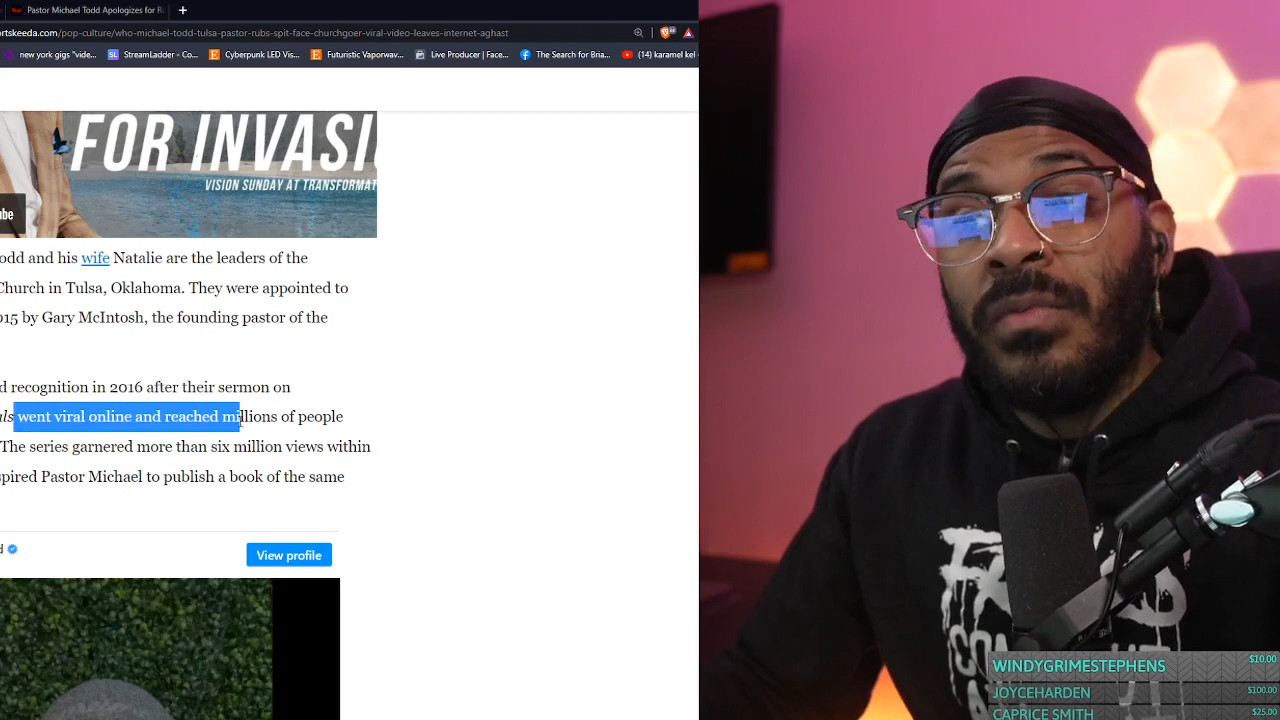 Pastor Michael Todd Apologizes for Ru
rtskeeda.com/pop-culture/who-michael-todd-tulsa-pastor-rubs-spit-face-churchgoer-viral-video-leaves-internet-aghast
new york gigs "vide... StreamLadder - Co... Cyberpunk LED Vis... Futuristic Vaporwav... Live Producer | Face... The Search for Bria... (14) karamel kel
FOR INVASI
VISION SUNDAY AT TRANSFORMAT
ube
odd and his wife Natalie are the leaders of the
Church in Tulsa, Oklahoma. They were appointed to
015 by Gary McIntosh, the founding pastor of the
d recognition in 2016 after their sermon on
als went viral online and reached millions of people
The series garnered more than six million views within
spired Pastor Michael to publish a book of the same
d
View profile
WINDYGRIMESTEPHENS $10.00
JOYCEHARDEN $100.00
CAPRICE SMITH $25.00